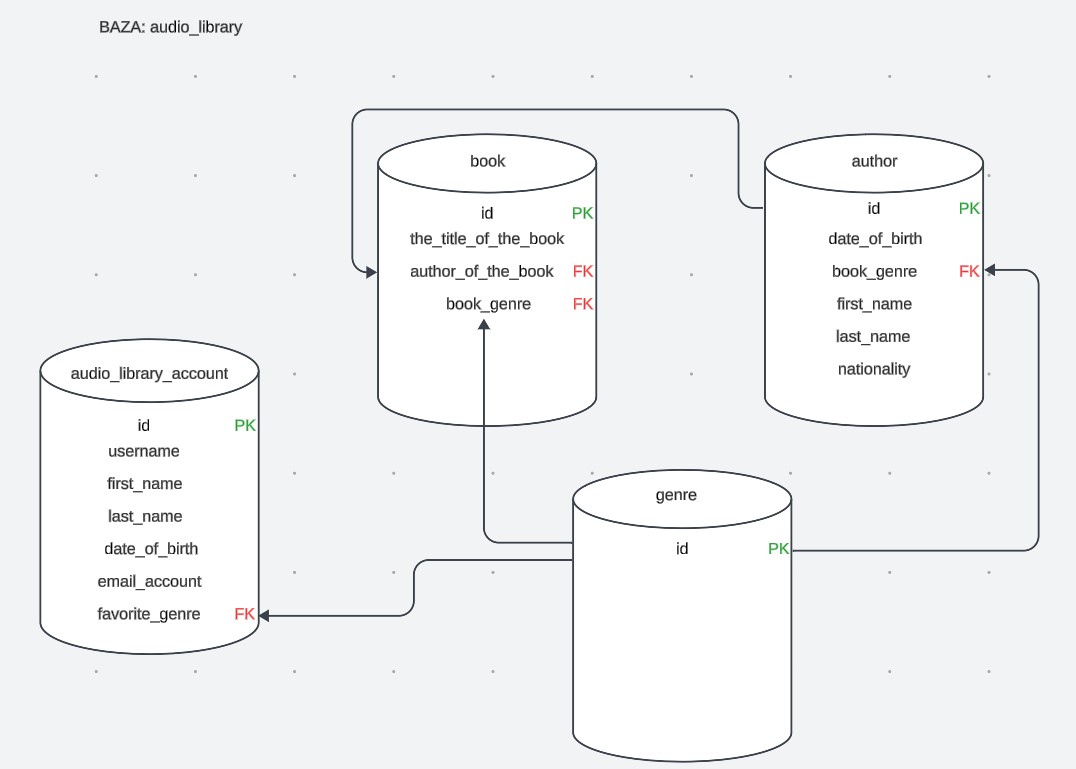 BAZA: audio_library
book
id PK
the_title_of_the_book
author_of_the_book FK
book_genre FK
author
id PK
date_of_birth
book_genre FK
first_name
last_name
nationality
audio_library_account
id PK
username
first_name
last_name
date_of_birth
email_account
favorite_genre FK
genre
id PK